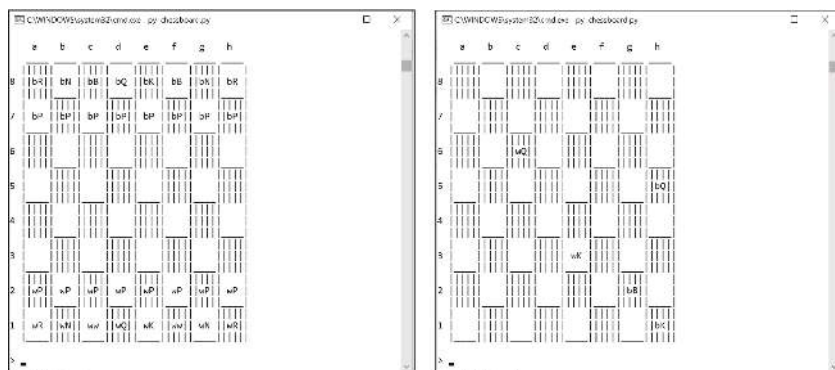 C:\WINDOWS\system32\cmd.exe - py chessboard.py
a b c d e f g h
8 bR bN bB bQ bK bB bN bR
7 bP bP bP bP bP bP bP bP
6
5
4
3
2 wP wP wP wP wP wP wP wP
1 wR wN wQ wK wN wR
>
C:\WINDOWS\system32\cmd.exe - py chessboard.py
a b c d e f g h
8
7
6 wQ
5 bQ
4
3 wK
2 bB
1 bK
>